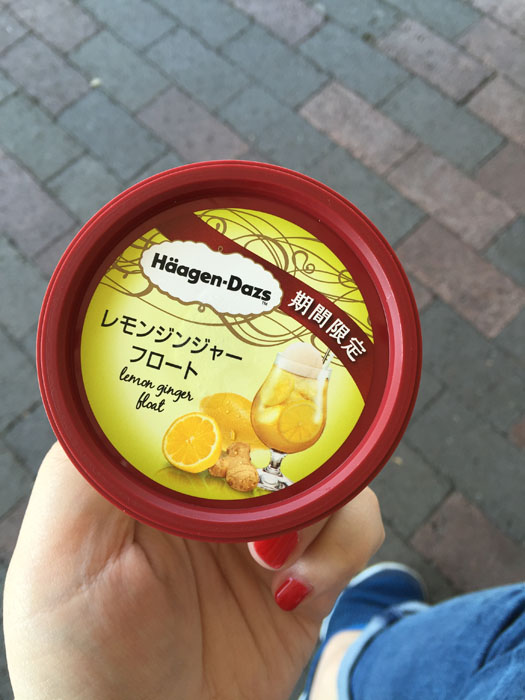 Häagen-Dazs™
期間限定
レモンジンジャー
フロート
lemon ginger
float